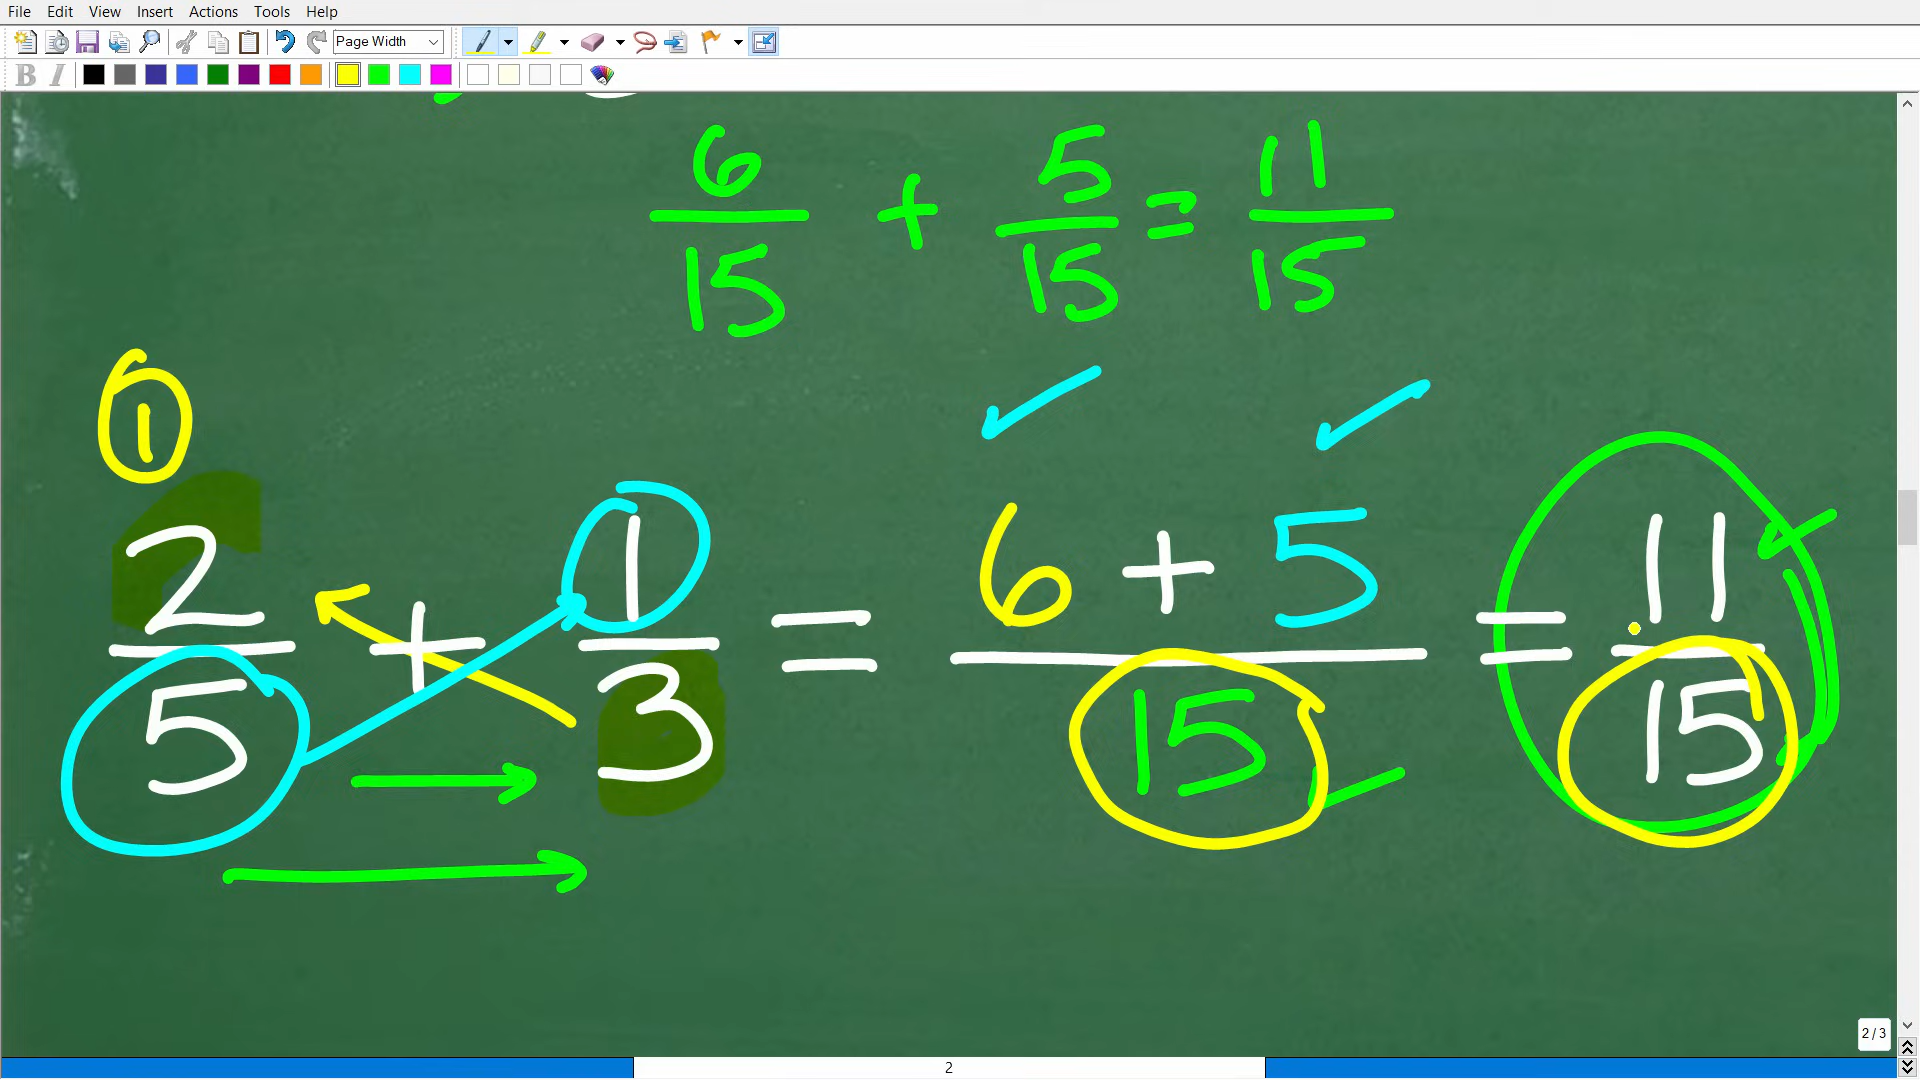 File Edit View Insert Actions Tools Help
Page Width
B I
6/15 + 5/15 = 11/15
1
2/5 + 1/3 = 6 + 5/15 = 11/15
2 / 3
2